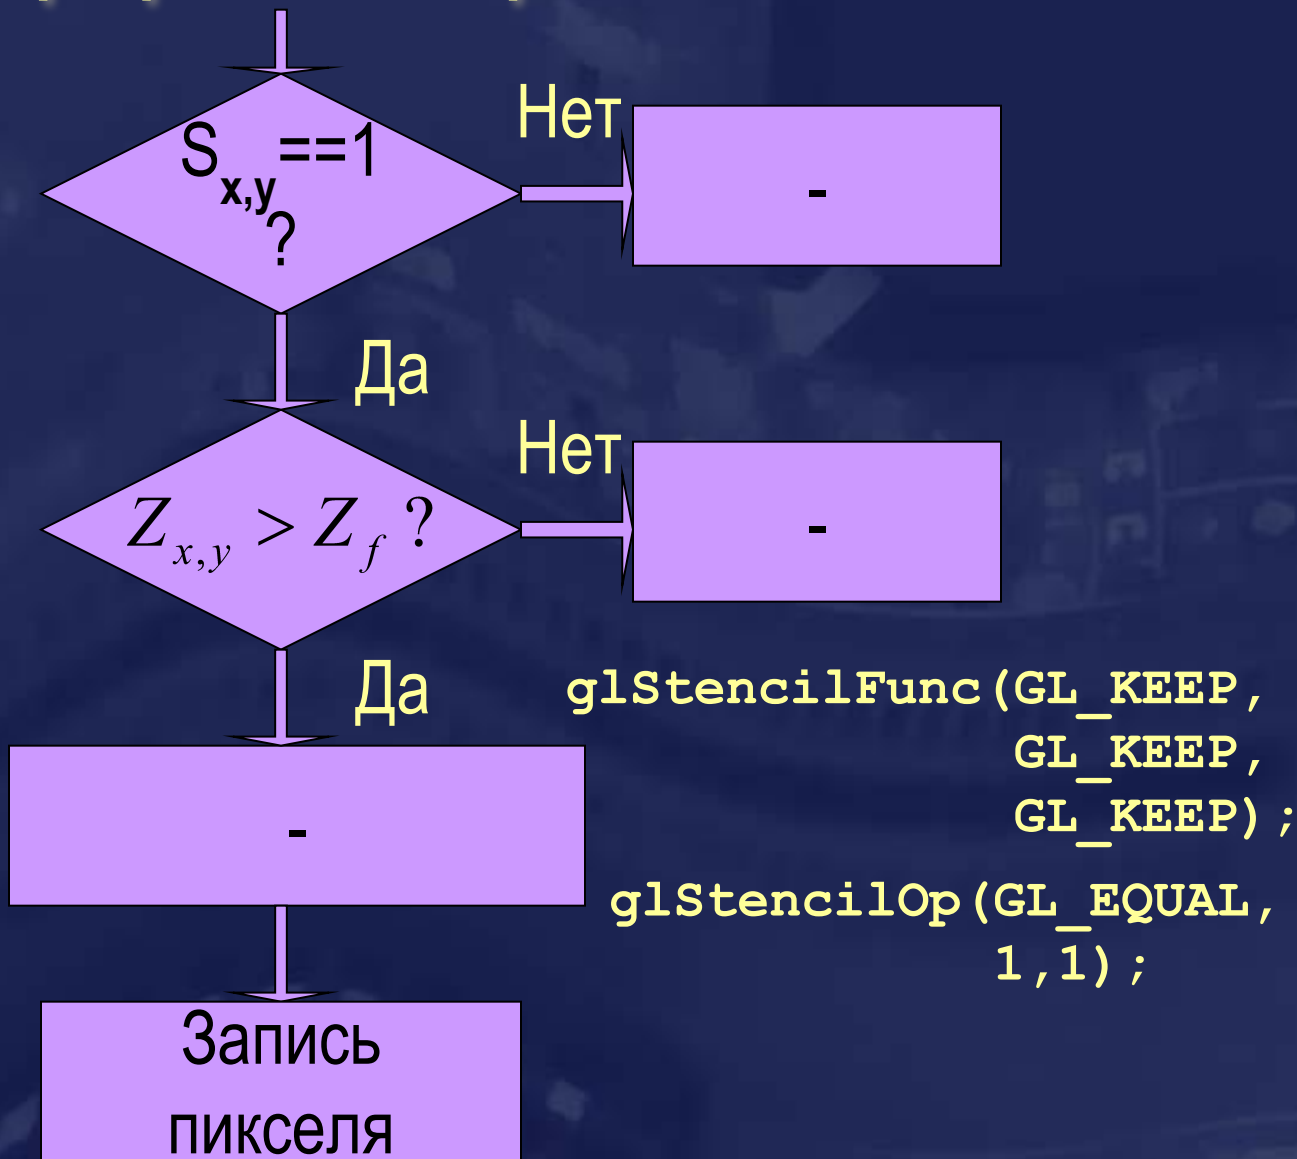 Нет
S x,y ==1
?
-
Да
Нет
Z x,y > Z f ?
-
Да
glStencilFunc(GL_KEEP,
GL_KEEP,
GL_KEEP);
-
glStencilOp(GL_EQUAL,
1,1);
Запись
пикселя